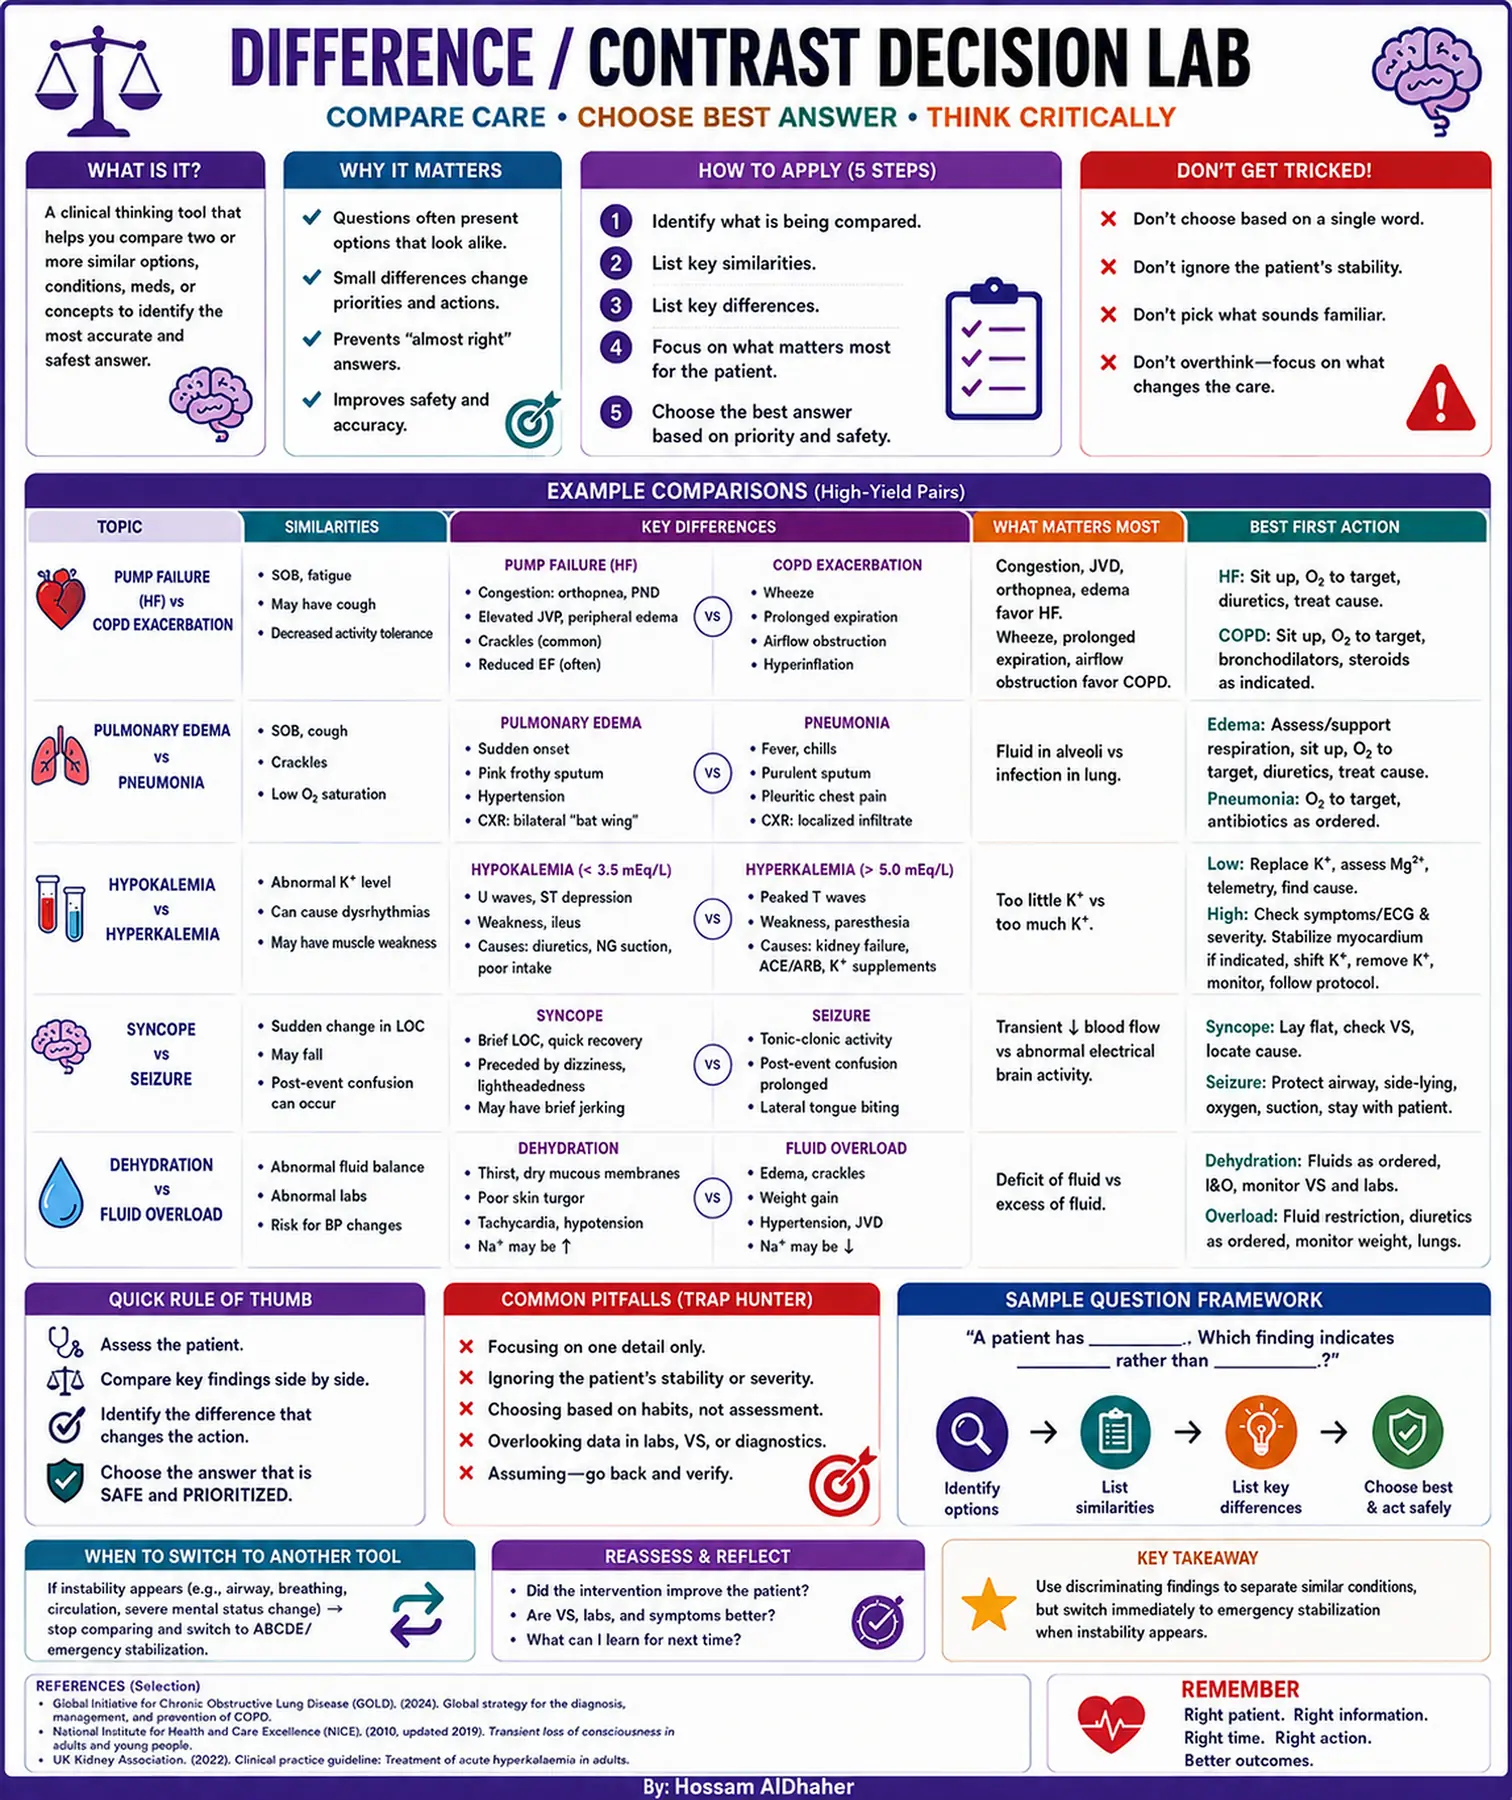 DIFFERENCE / CONTRAST DECISION LAB
COMPARE CARE • CHOOSE BEST ANSWER • THINK CRITICALLY
WHAT IS IT?
A clinical thinking tool that
helps you compare two or
more similar options,
conditions, meds, or
concepts to identify the
most accurate and
safest answer.
WHY IT MATTERS
✓ Questions often present
options that look alike.
✓ Small differences change
priorities and actions.
✓ Prevents “almost right”
answers.
✓ Improves safety and
accuracy.
HOW TO APPLY (5 STEPS)
1 Identify what is being compared.
2 List key similarities.
3 List key differences.
4 Focus on what matters most
for the patient.
5 Choose the best answer
based on priority and safety.
DON’T GET TRICKED!
✗ Don’t choose based on a single word.
✗ Don’t ignore the patient’s stability.
✗ Don’t pick what sounds familiar.
✗ Don’t overthink—focus on what
changes the care.
EXAMPLE COMPARISONS (High-Yield Pairs)
TOPIC
SIMILARITIES
KEY DIFFERENCES
WHAT MATTERS MOST
BEST FIRST ACTION
PUMP FAILURE
(HF) vs
COPD EXACERBATION
• SOB, fatigue
• May have cough
• Decreased activity tolerance
PUMP FAILURE (HF)
• Congestion: orthopnea, PND
• Elevated JVP, peripheral edema
• Crackles (common)
• Reduced EF (often)
VS
COPD EXACERBATION
• Wheeze
• Prolonged expiration
• Airflow obstruction
• Hyperinflation
Congestion, JVD,
orthopnea, edema
favor HF.
Wheeze, prolonged
expiration, airflow
obstruction favor COPD.
HF: Sit up, O₂ to target,
diuretics, treat cause.
COPD: Sit up, O₂ to target,
bronchodilators, steroids
as indicated.
PULMONARY EDEMA
vs
PNEUMONIA
• SOB, cough
• Crackles
• Low O₂ saturation
PULMONARY EDEMA
• Sudden onset
• Pink frothy sputum
• Hypertension
• CXR: bilateral “bat wing”
VS
PNEUMONIA
• Fever, chills
• Purulent sputum
• Pleuritic chest pain
• CXR: localized infiltrate
Fluid in alveoli vs
infection in lung.
Edema: Assess/support
respiration, sit up, O₂ to
target, diuretics, treat cause.
Pneumonia: O₂ to target,
antibiotics as ordered.
HYPOKALEMIA
vs
HYPERKALEMIA
• Abnormal K⁺ level
• Can cause dysrhythmias
• May have muscle weakness
HYPOKALEMIA (< 3.5 mEq/L)
• U waves, ST depression
• Weakness, ileus
• Causes: diuretics, NG suction,
poor intake
VS
HYPERKALEMIA (> 5.0 mEq/L)
• Peaked T waves
• Weakness, paresthesia
• Causes: kidney failure,
ACE/ARB, K⁺ supplements
Too little K⁺ vs
too much K⁺.
Low: Replace K⁺, assess Mg²⁺,
telemetry, find cause.
High: Check symptoms/ECG &
severity. Stabilize myocardium
if indicated, shift K⁺, remove K⁺,
monitor, follow protocol.
SYNCOPE
vs
SEIZURE
• Sudden change in LOC
• May fall
• Post-event confusion
can occur
SYNCOPE
• Brief LOC, quick recovery
• Preceded by dizziness,
lightheadedness
• May have brief jerking
VS
SEIZURE
• Tonic-clonic activity
• Post-event confusion
prolonged
• Lateral tongue biting
Transient ↓ blood flow
vs abnormal electrical
brain activity.
Syncope: Lay flat, check VS,
locate cause.
Seizure: Protect airway, side-lying,
oxygen, suction, stay with patient.
DEHYDRATION
vs
FLUID OVERLOAD
• Abnormal fluid balance
• Abnormal labs
• Risk for BP changes
DEHYDRATION
• Thirst, dry mucous membranes
• Poor skin turgor
• Tachycardia, hypotension
• Na⁺ may be ↑
VS
FLUID OVERLOAD
• Edema, crackles
• Weight gain
• Hypertension, JVD
• Na⁺ may be ↓
Deficit of fluid vs
excess of fluid.
Dehydration: Fluids as ordered,
I&O, monitor VS and labs.
Overload: Fluid restriction, diuretics
as ordered, monitor weight, lungs.
QUICK RULE OF THUMB
Assess the patient.
Compare key findings side by side.
Identify the difference that
changes the action.
Choose the answer that is
SAFE and PRIORITIZED.
COMMON PITFALLS (TRAP HUNTER)
✗ Focusing on one detail only.
✗ Ignoring the patient’s stability or severity.
✗ Choosing based on habits, not assessment.
✗ Overlooking data in labs, VS, or diagnostics.
✗ Assuming—go back and verify.
SAMPLE QUESTION FRAMEWORK
“A patient has __________.. Which finding indicates
__________ rather than ___________.?”
Identify
options
→
List
similarities
→
List key
differences
→
Choose best
& act safely
WHEN TO SWITCH TO ANOTHER TOOL
If instability appears (e.g., airway, breathing,
circulation, severe mental status change) →
stop comparing and switch to ABCDE/
emergency stabilization.
REASSESS & REFLECT
• Did the intervention improve the patient?
• Are VS, labs, and symptoms better?
• What can I learn for next time?
KEY TAKEAWAY
Use discriminating findings to separate similar conditions,
but switch immediately to emergency stabilization
when instability appears.
REFERENCES (Selection)
• Global Initiative for Chronic Obstructive Lung Disease (GOLD). (2024). Global strategy for the diagnosis,
management, and prevention of COPD.
• National Institute for Health and Care Excellence (NICE). (2010, updated 2019). Transient loss of consciousness in
adults and young people.
• UK Kidney Association. (2022). Clinical practice guideline: Treatment of acute hyperkalaemia in adults.
REMEMBER
Right patient. Right information.
Right time. Right action.
Better outcomes.
By: Hossam AlDhaher